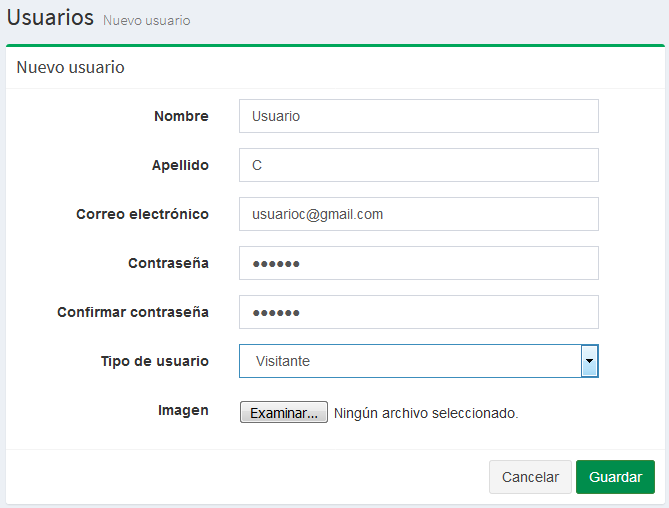 Usuarios Nuevo usuario
Nuevo usuario
Nombre Usuario
Apellido C
Correo electrónico usuarioc@gmail.com
Contraseña ●●●●●●
Confirmar contraseña ●●●●●●
Tipo de usuario Visitante
Imagen Examinar... Ningún archivo seleccionado.
Cancelar Guardar